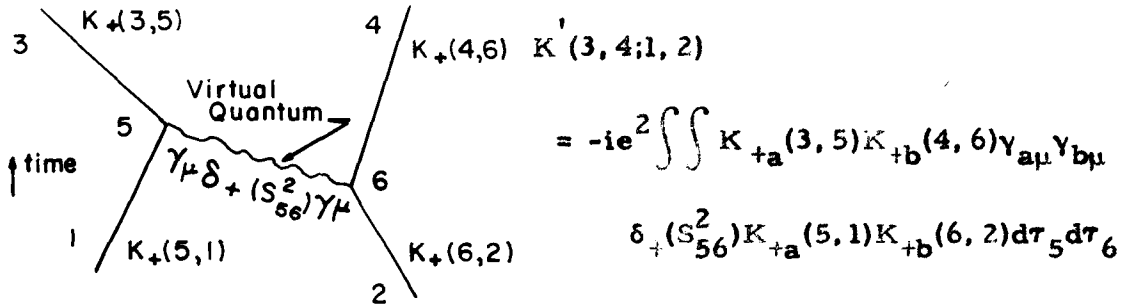 K₊(3,5)
3
4
K₊(4,6)
K'(3, 4;1, 2)
Virtual
Quantum
5
= -ie² ∫∫ K₊ₐ(3, 5)K₊b(4, 6)γₐμγbμ
↑ time
γμδ₊(S²₅₆)γμ
6
δ₊(S²₅₆)K₊ₐ(5, 1)K₊b(6, 2)dτ₅dτ₆
1
K₊(5,1)
K₊(6,2)
2